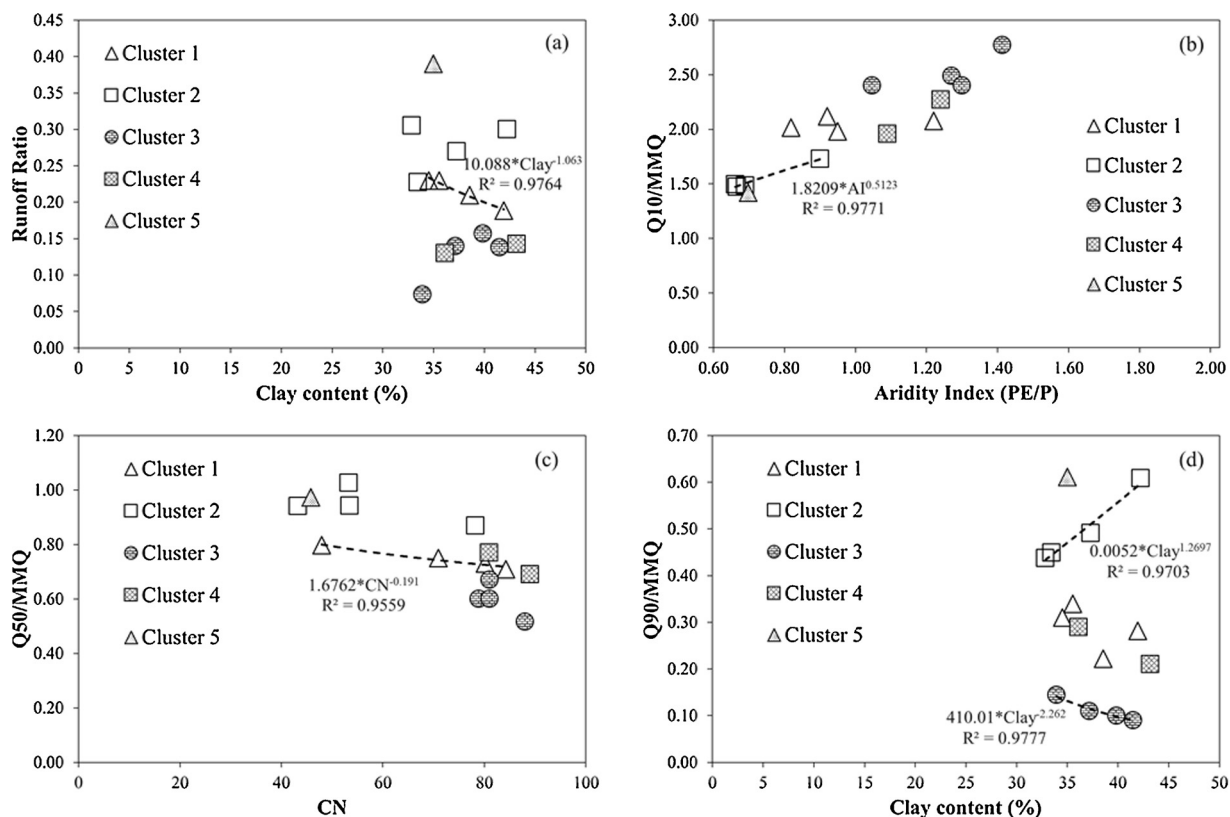 (a)
0.45
0.40
0.35
0.30
0.25
0.20
0.15
0.10
0.05
0.00
Runoff Ratio
Cluster 1
Cluster 2
Cluster 3
Cluster 4
Cluster 5
10.088*Clay-1.063
R² = 0.9764
0 5 10 15 20 25 30 35 40 45 50
Clay content (%)
(b)
3.00
2.50
2.00
1.50
1.00
0.50
0.00
Q10/MMQ
Cluster 1
Cluster 2
Cluster 3
Cluster 4
Cluster 5
1.8209*AI0.5123
R² = 0.9771
0.60 0.80 1.00 1.20 1.40 1.60 1.80 2.00
Aridity Index (PE/P)
(c)
1.20
1.00
0.80
0.60
0.40
0.20
0.00
Q50/MMQ
Cluster 1
Cluster 2
Cluster 3
Cluster 4
Cluster 5
1.6762*CN-0.191
R² = 0.9559
0 20 40 60 80 100
CN
(d)
0.70
0.60
0.50
0.40
0.30
0.20
0.10
0.00
Q90/MMQ
Cluster 1
Cluster 2
Cluster 3
Cluster 4
Cluster 5
0.0052*Clay1.2697
R² = 0.9703
410.01*Clay-2.262
R² = 0.9777
0 5 10 15 20 25 30 35 40 45 50
Clay content (%)